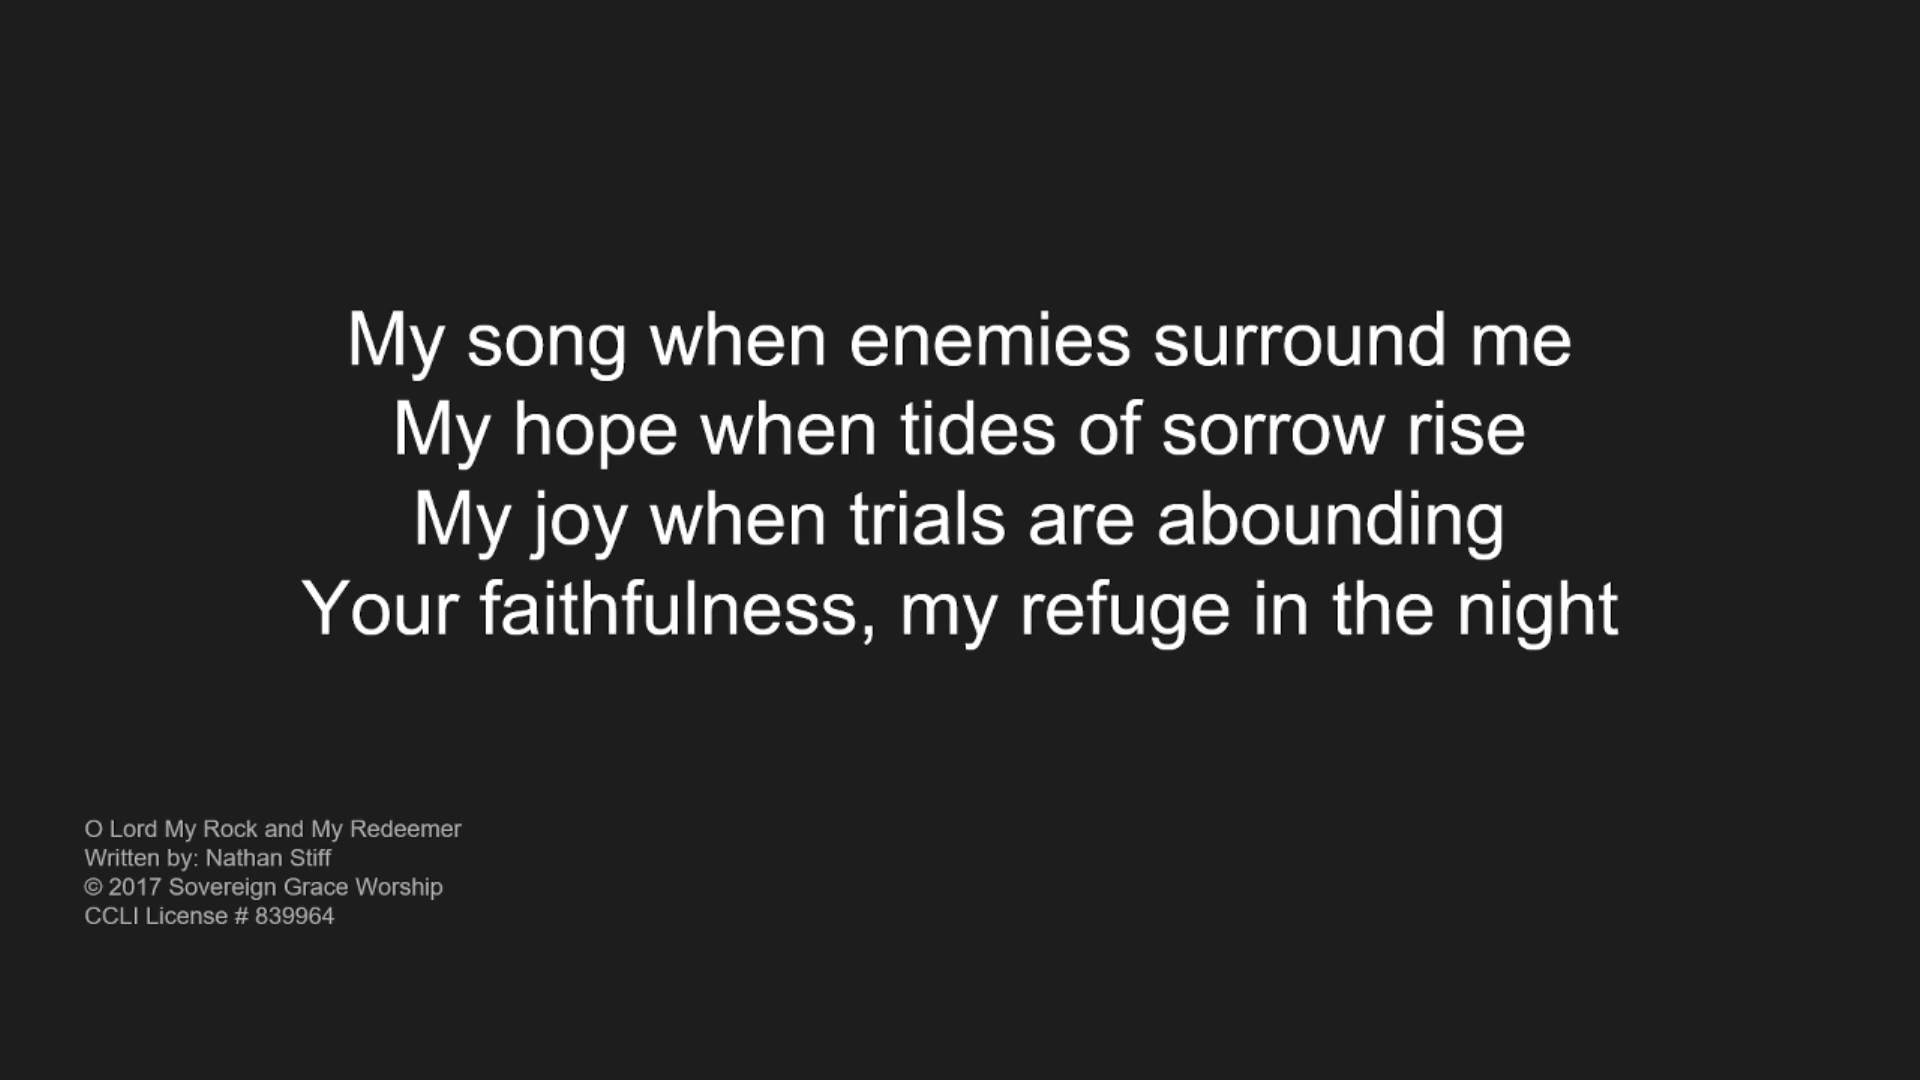 My song when enemies surround me
My hope when tides of sorrow rise
My joy when trials are abounding
Your faithfulness, my refuge in the night
O Lord My Rock and My Redeemer
Written by: Nathan Stiff
© 2017 Sovereign Grace Worship
CCLI License # 839964